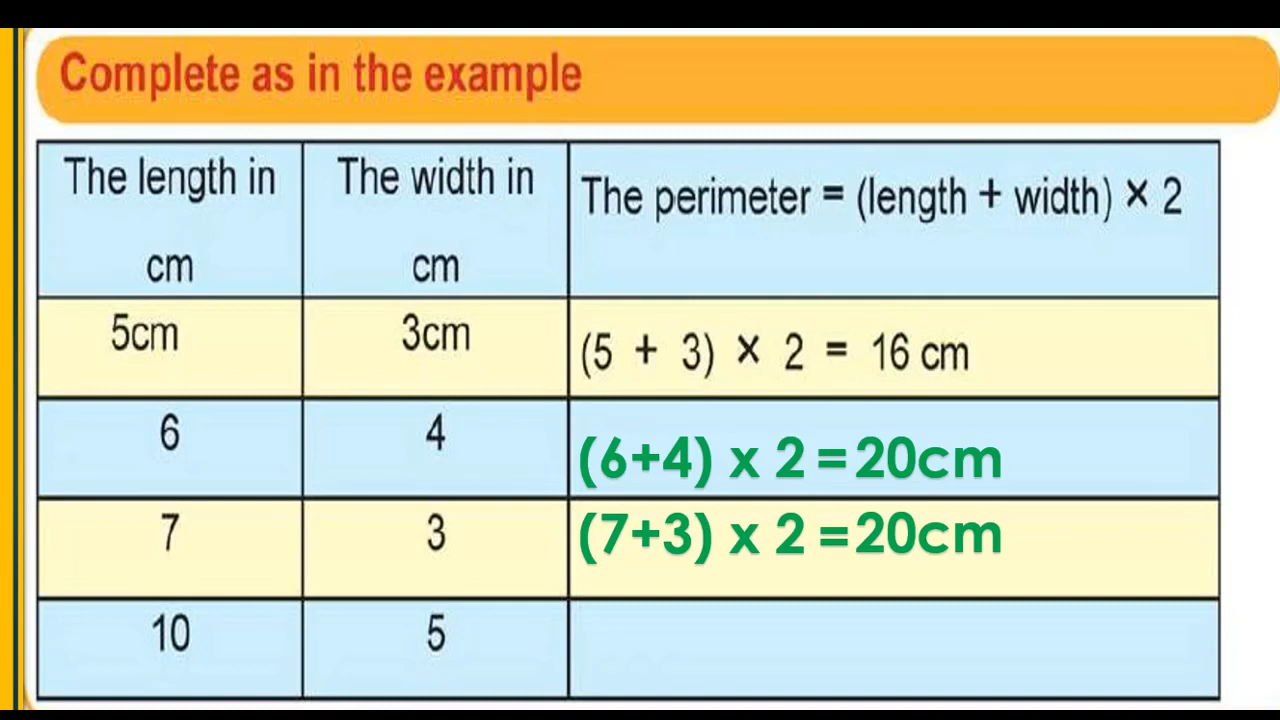 Complete as in the example
The length in
cm
The width in
cm
The perimeter = (length + width) × 2
5cm
3cm
(5 + 3) × 2 = 16 cm
6
4
(6+4) x 2 =20cm
7
3
(7+3) x 2 =20cm
10
5